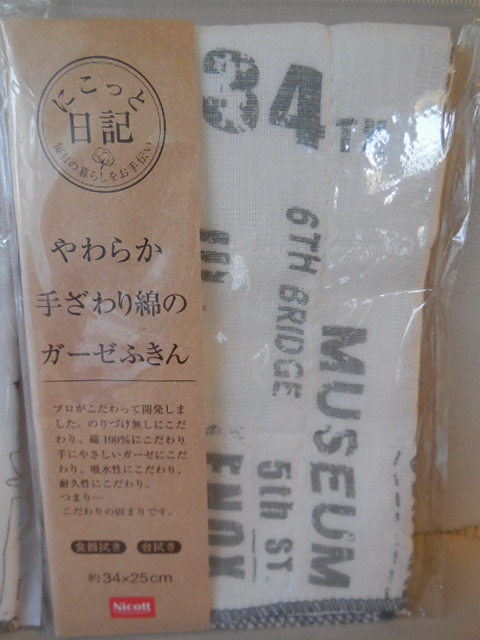 にこっと
日記
毎日の暮らしをお手伝い
やわらか
手ざわり綿の
ガーゼふきん
プロがこだわって開発しま
した。のりづけ無しにこだ
わり、綿100%にこだわり
手にやさしいガーゼにこだ
わり、吸水性にこだわり、
耐久性にこだわり、
つまり…
こだわりの固まりです。
食器拭き 台拭き
約34×25cm
Nicott
34TH
6TH BRIDGE
MUSEUM
5th ST.